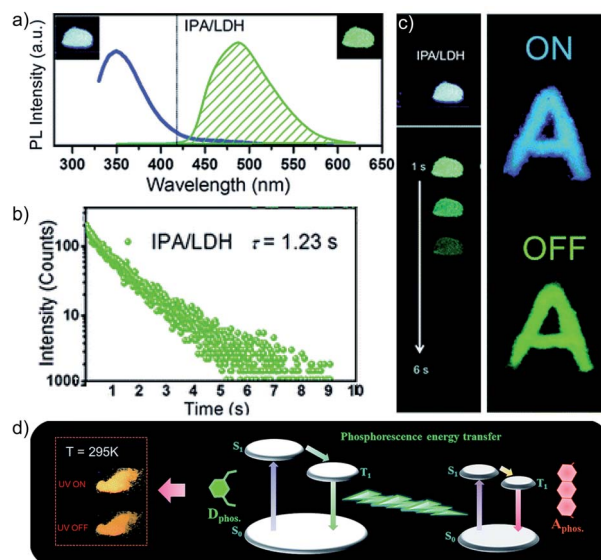 a)
IPA/LDH
PL Intensity (a.u.)
300 350 400 450 500 550 600 650
Wavelength (nm)
b)
IPA/LDH τ = 1.23 s
Intensity (Counts)
100
10
1000
1 2 3 4 5 6 7 8 9 10
Time (s)
c)
IPA/LDH
1 s
6 s
ON
A
OFF
A
d)
T = 295K
UV ON
UV OFF
Phosphorescence energy transfer
S1
T1
Dphos.
S0
S1
T1
S0
Aphos.